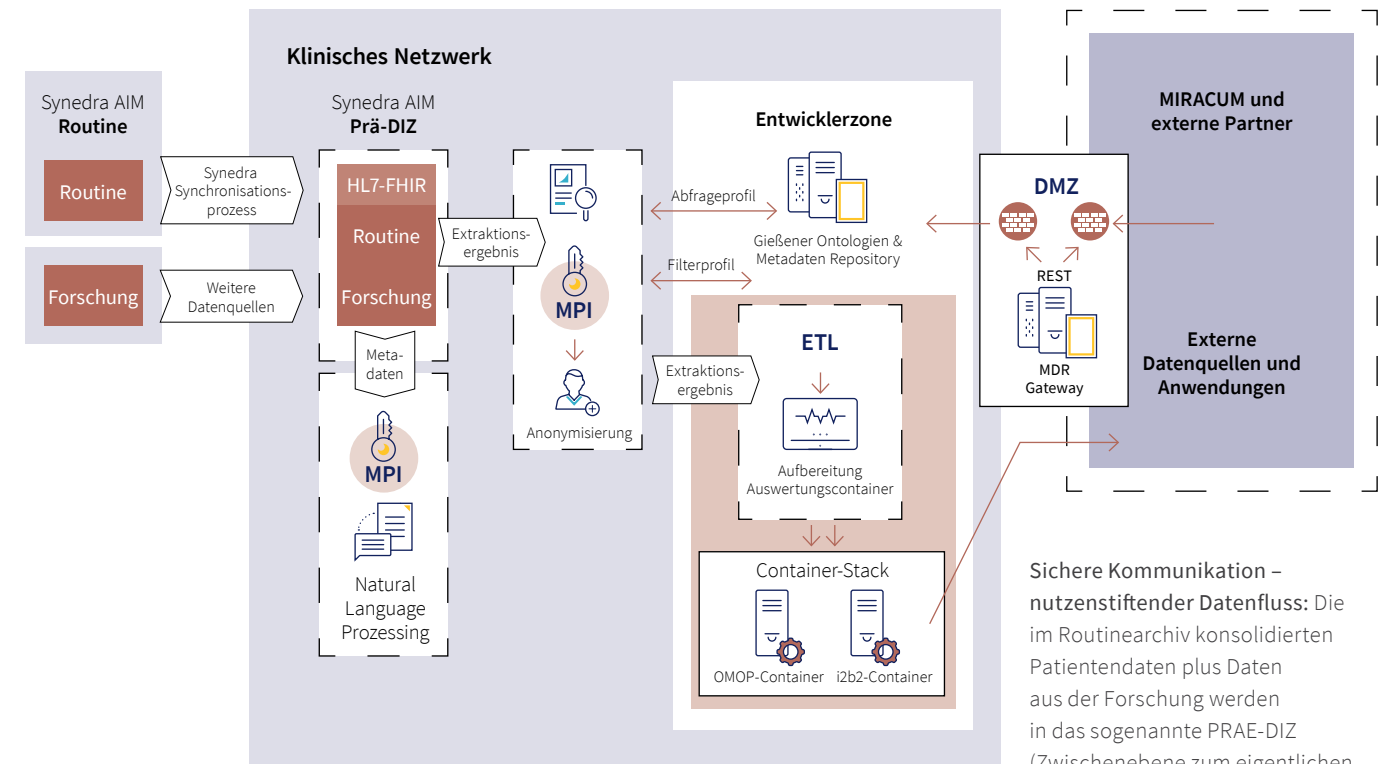 Klinisches Netzwerk
Synedra AIM
Routine
Routine
Forschung
Synedra
Synchronisations-
prozess
Weitere
Datenquellen
Synedra AIM
Prä-DIZ
HL7-FHIR
Routine
Forschung
Meta-
daten
MPI
Natural
Language
Prozessing
Extraktions-
ergebnis
MPI
Anonymisierung
Abfrageprofil
Filterprofil
Extraktions-
ergebnis
Entwicklerzone
Gießener Ontologien &
Metadaten Repository
ETL
Aufbereitung
Auswertungscontainer
Container-Stack
OMOP-Container
i2b2-Container
DMZ
REST
MDR
Gateway
MIRACUM und
externe Partner
Externe
Datenquellen und
Anwendungen
Sichere Kommunikation –
nutzenstiftender Datenfluss: Die
im Routinearchiv konsolidierten
Patientendaten plus Daten
aus der Forschung werden
in das sogenannte PRAE-DIZ
(Zwischenebene zum eigentlichen